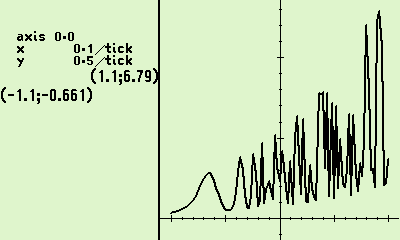 axis 0·0
x 0·1/tick
y 0·5/tick
(1.1;6.79)
(-1.1;-0.661)